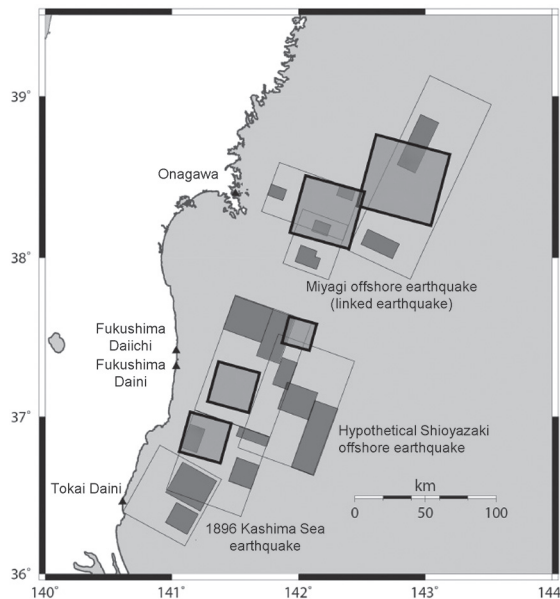 39°
Onagawa
38°
Miyagi offshore earthquake
(linked earthquake)
Fukushima
Daiichi
Fukushima
Daini
37°
Hypothetical Shioyazaki
offshore earthquake
Tokai Daini
km
0 50 100
1896 Kashima Sea
earthquake
36°
140° 141° 142° 143° 144